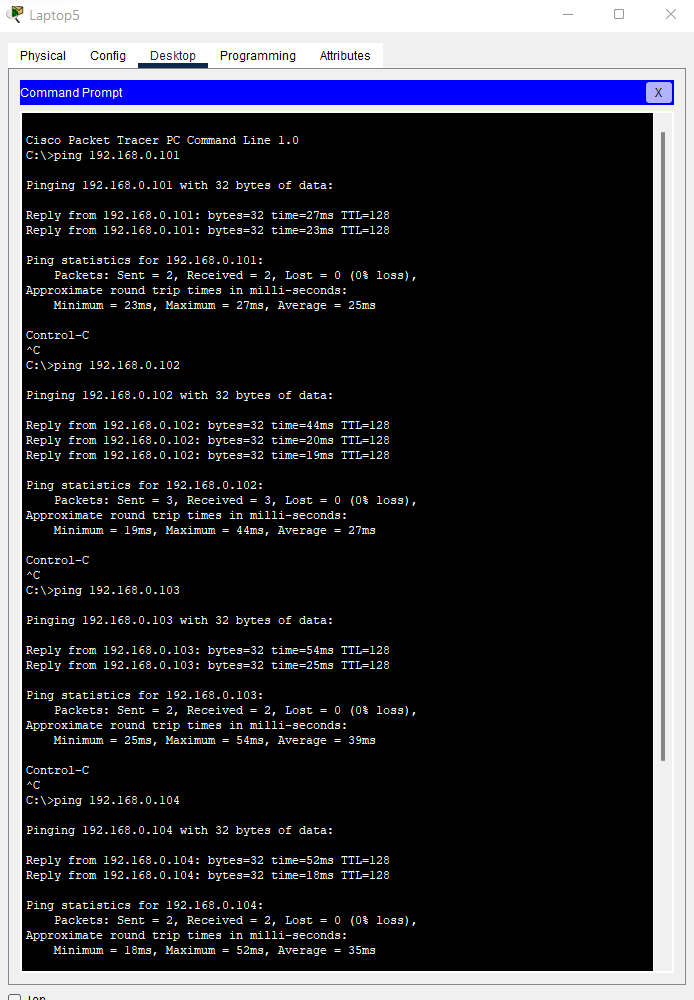 Laptop5
Physical Config Desktop Programming Attributes
Command Prompt X
Cisco Packet Tracer PC Command Line 1.0
C:\>ping 192.168.0.101
Pinging 192.168.0.101 with 32 bytes of data:
Reply from 192.168.0.101: bytes=32 time=27ms TTL=128
Reply from 192.168.0.101: bytes=32 time=23ms TTL=128
Ping statistics for 192.168.0.101:
Packets: Sent = 2, Received = 2, Lost = 0 (0% loss),
Approximate round trip times in milli-seconds:
Minimum = 23ms, Maximum = 27ms, Average = 25ms
Control-C
^C
C:\>ping 192.168.0.102
Pinging 192.168.0.102 with 32 bytes of data:
Reply from 192.168.0.102: bytes=32 time=44ms TTL=128
Reply from 192.168.0.102: bytes=32 time=20ms TTL=128
Reply from 192.168.0.102: bytes=32 time=19ms TTL=128
Ping statistics for 192.168.0.102:
Packets: Sent = 3, Received = 3, Lost = 0 (0% loss),
Approximate round trip times in milli-seconds:
Minimum = 19ms, Maximum = 44ms, Average = 27ms
Control-C
^C
C:\>ping 192.168.0.103
Pinging 192.168.0.103 with 32 bytes of data:
Reply from 192.168.0.103: bytes=32 time=54ms TTL=128
Reply from 192.168.0.103: bytes=32 time=25ms TTL=128
Ping statistics for 192.168.0.103:
Packets: Sent = 2, Received = 2, Lost = 0 (0% loss),
Approximate round trip times in milli-seconds:
Minimum = 25ms, Maximum = 54ms, Average = 39ms
Control-C
^C
C:\>ping 192.168.0.104
Pinging 192.168.0.104 with 32 bytes of data:
Reply from 192.168.0.104: bytes=32 time=52ms TTL=128
Reply from 192.168.0.104: bytes=32 time=18ms TTL=128
Ping statistics for 192.168.0.104:
Packets: Sent = 2, Received = 2, Lost = 0 (0% loss),
Approximate round trip times in milli-seconds:
Minimum = 18ms, Maximum = 52ms, Average = 35ms